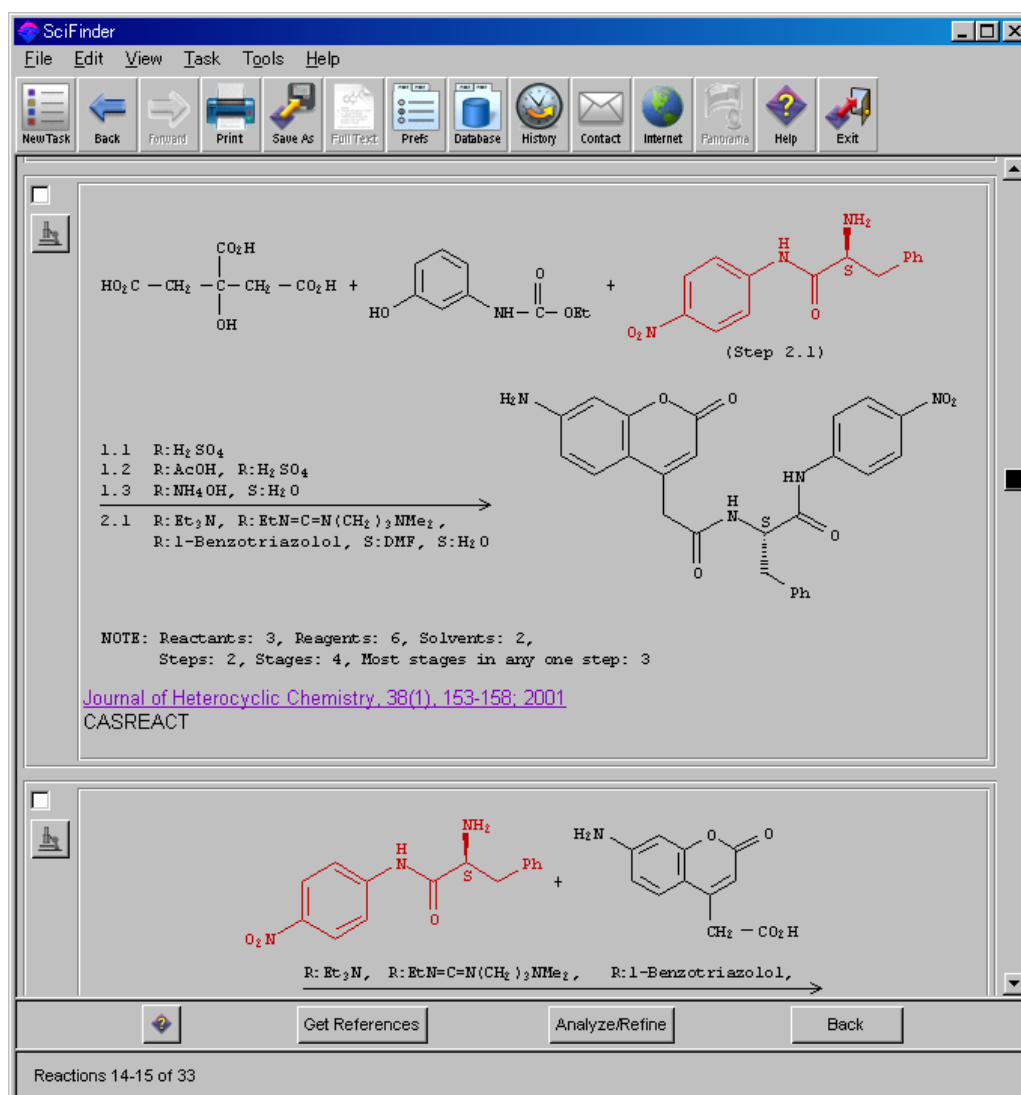 SciFinder
File Edit View Task Tools Help
New Task Back Forward Print Save As Full Text Prefs Database History Contact Internet Panorama Help Exit
CO₂H
HO₂C — CH₂ — C — CH₂ — CO₂H +
OH
HO
O
NH — C — OEt
+
NH₂
H
N
S
Ph
O
O₂N
(Step 2.1)
H₂N
O
O
NO₂
HN
H
N
S
O
O
Ph
1.1 R:H₂SO₄
1.2 R:AcOH, R:H₂SO₄
1.3 R:NH₄OH, S:H₂O
2.1 R:Et₃N, R:EtN=C=N(CH₂)₃NMe₂,
R:1-Benzotriazolol, S:DMF, S:H₂O
NOTE: Reactants: 3, Reagents: 6, Solvents: 2,
Steps: 2, Stages: 4, Most stages in any one step: 3
Journal of Heterocyclic Chemistry, 38(1), 153-158; 2001
CASREACT
NH₂
H
N
S
Ph
O
O₂N
+
H₂N
O
O
CH₂ — CO₂H
R:Et₃N, R:EtN=C=N(CH₂)₃NMe₂, R:1-Benzotriazolol,
Get References Analyze/Refine Back
Reactions 14-15 of 33